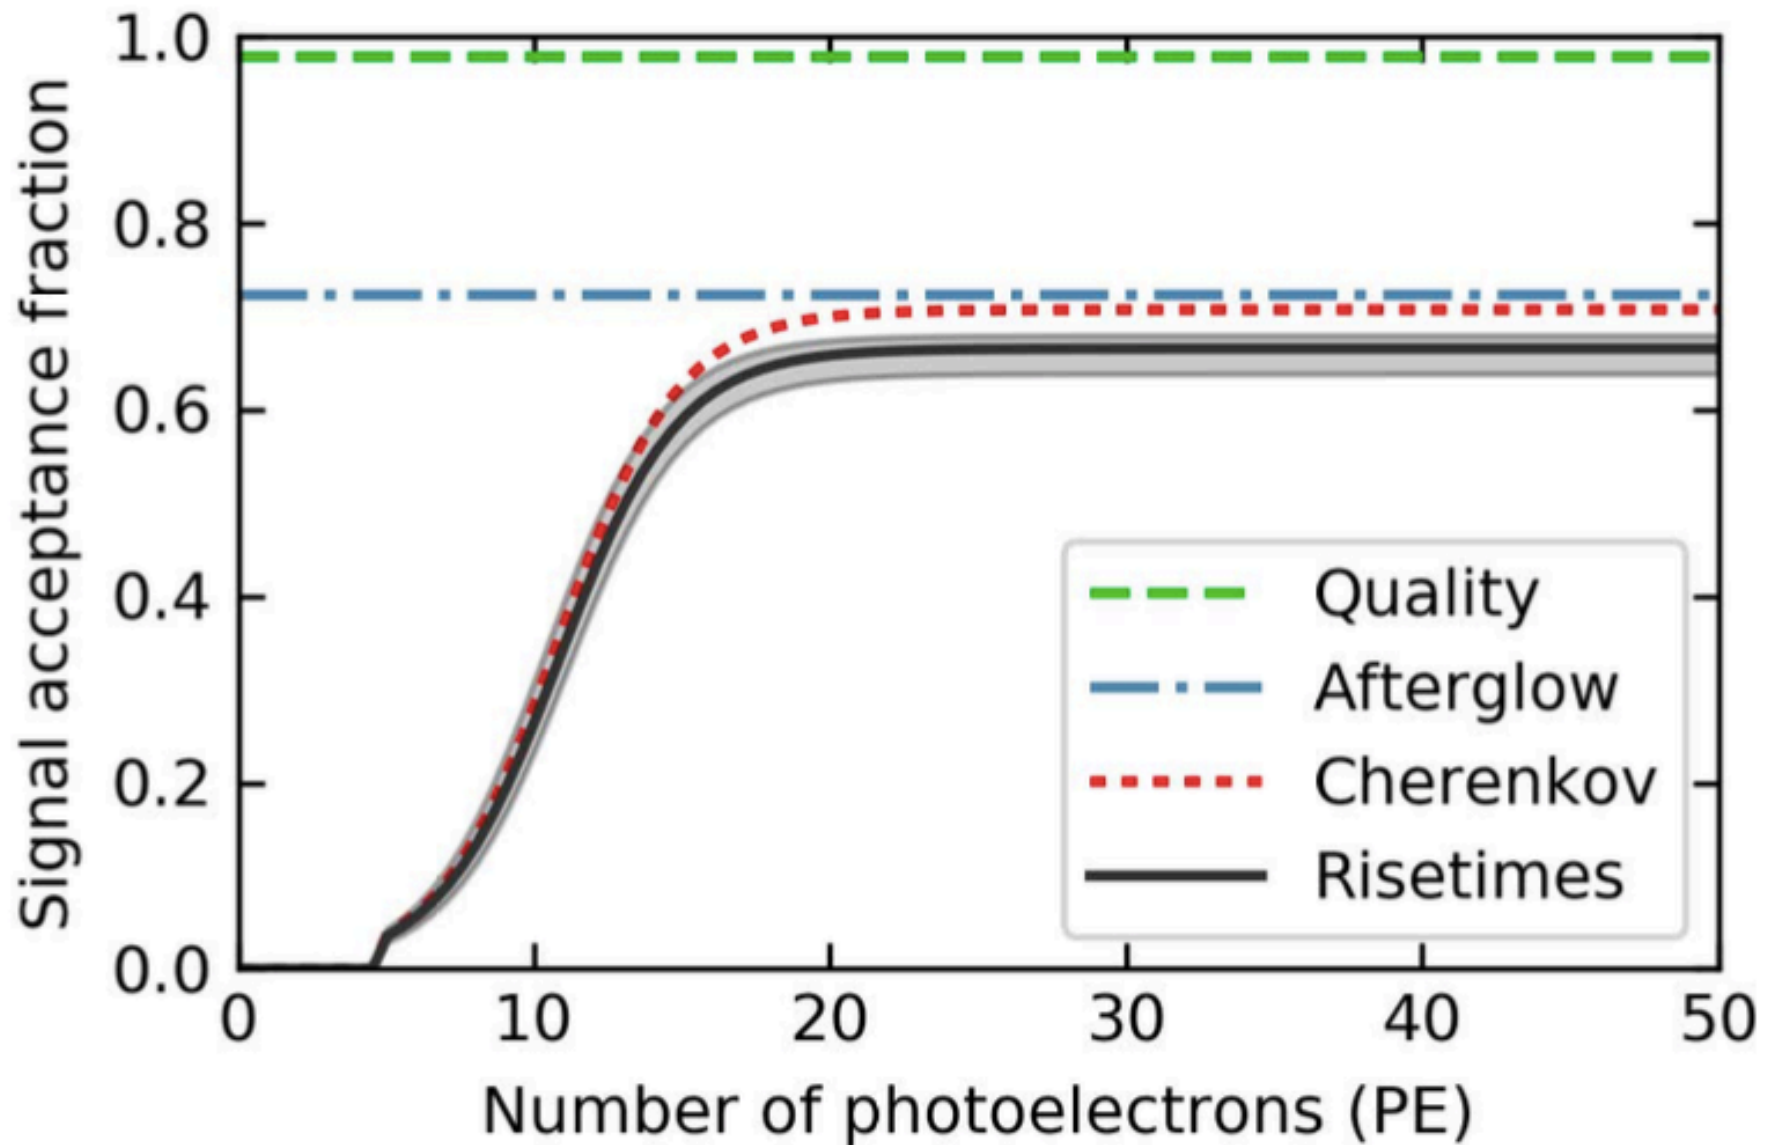 Signal acceptance fraction
1.0
0.8
0.6
0.4
0.2
0.0
Quality
Afterglow
Cherenkov
Risetimes
0 10 20 30 40 50
Number of photoelectrons (PE)